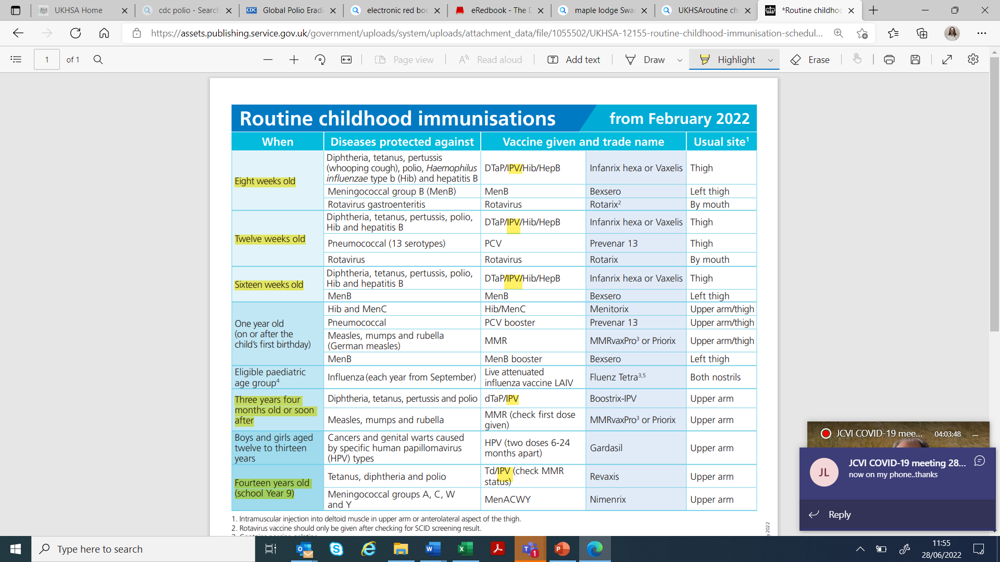 UKHSA Home
cdc polio - Search
Global Polio Eradi
electronic red boo
eRedbook - The D
maple lodge Swa
UKHSAroutine ch
*Routine childhoo
https://assets.publishing.service.gov.uk/government/uploads/system/uploads/attachment_data/file/1055502/UKHSA-12155-routine-childhood-immunisation-schedul...
1 of 1
Page view
Read aloud
Add text
Draw
Highlight
Erase
Routine childhood immunisations from February 2022
When Diseases protected against Vaccine given and trade name Usual site1
Eight weeks old
Diphtheria, tetanus, pertussis
(whooping cough), polio, Haemophilus
influenzae type b (Hib) and hepatitis B
DTaP/IPV/Hib/HepB Infanrix hexa or Vaxelis Thigh
Meningococcal group B (MenB) MenB Bexsero Left thigh
Rotavirus gastroenteritis Rotavirus Rotarix2 By mouth
Twelve weeks old
Diphtheria, tetanus, pertussis, polio,
Hib and hepatitis B
DTaP/IPV/Hib/HepB Infanrix hexa or Vaxelis Thigh
Pneumococcal (13 serotypes) PCV Prevenar 13 Thigh
Rotavirus Rotavirus Rotarix By mouth
Sixteen weeks old
Diphtheria, tetanus, pertussis, polio,
Hib and hepatitis B
DTaP/IPV/Hib/HepB Infanrix hexa or Vaxelis Thigh
MenB MenB Bexsero Left thigh
One year old
(on or after the
child's first birthday)
Hib and MenC Hib/MenC Menitorix Upper arm/thigh
Pneumococcal PCV booster Prevenar 13 Upper arm/thigh
Measles, mumps and rubella
(German measles)
MMR MMRvaxPro3 or Priorix Upper arm/thigh
MenB MenB booster Bexsero Left thigh
Eligible paediatric
age group4
Influenza (each year from September)
Live attenuated
influenza vaccine LAIV
Fluenz Tetra3,5 Both nostrils
Three years four
months old or soon
after
Diphtheria, tetanus, pertussis and polio dTaP/IPV Boostrix-IPV Upper arm
Measles, mumps and rubella
MMR (check first dose
given)
MMRvaxPro3 or Priorix Upper arm
Boys and girls aged
twelve to thirteen
years
Cancers and genital warts caused
by specific human papillomavirus
(HPV) types
HPV (two doses 6-24
months apart)
Gardasil Upper arm
Fourteen years old
(school Year 9)
Tetanus, diphtheria and polio
Td/IPV (check MMR
status)
Revaxis Upper arm
Meningococcal groups A, C, W
and Y
MenACWY Nimenrix Upper arm
1. Intramuscular injection into deltoid muscle in upper arm or anterolateral aspect of the thigh.
2. Rotavirus vaccine should only be given after checking for SCID screening result.
JCVI COVID-19 mee... 04:03:48
JL
JCVI COVID-19 meeting 28...
now on my phone..thanks
Reply
Type here to search
1
11:55
28/06/2022